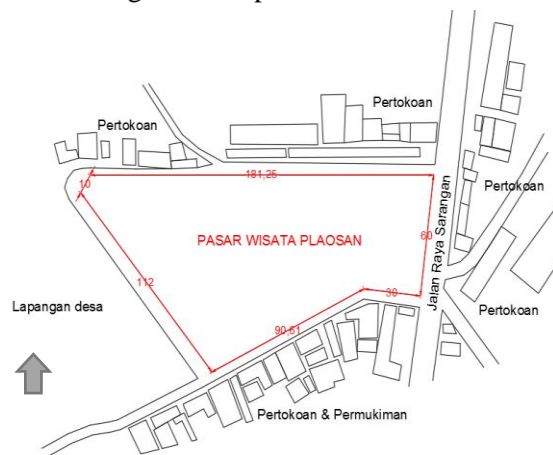 Pertokoan
Pertokoan
181,25
10
Pertokoan
PASAR WISATA PLAOSAN
60
Jalan Raya Sarangan
112
30
Lapangan desa
90,61
Pertokoan
Pertokoan & Permukiman